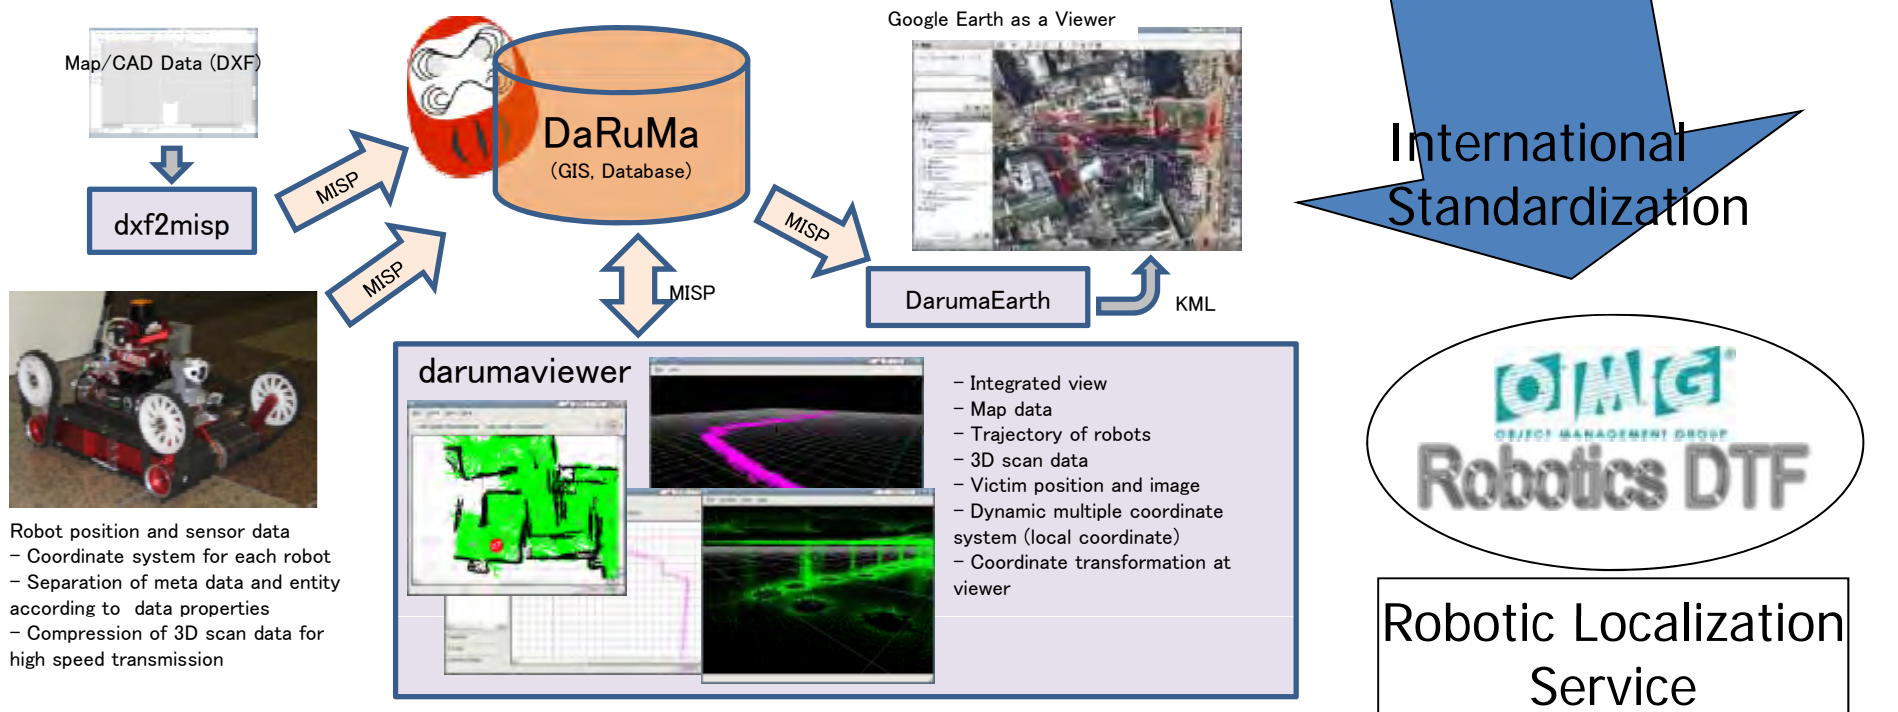 Google Earth as a Viewer
Map/CAD Data (DXF)
DaRuMa
(GIS, Database)
MISP
dxf2misp
MISP
MISP
MISP
DarumaEarth
KML
International
Standardization
darumaviewer
- Integrated view
- Map data
- Trajectory of robots
- 3D scan data
- Victim position and image
- Dynamic multiple coordinate
system (local coordinate)
- Coordinate transformation at
viewer
Robot position and sensor data
- Coordinate system for each robot
- Separation of meta data and entity
according to data properties
- Compression of 3D scan data for
high speed transmission
OMG®
OBJECT MANAGEMENT GROUP
Robotics DTF
Robotic Localization
Service